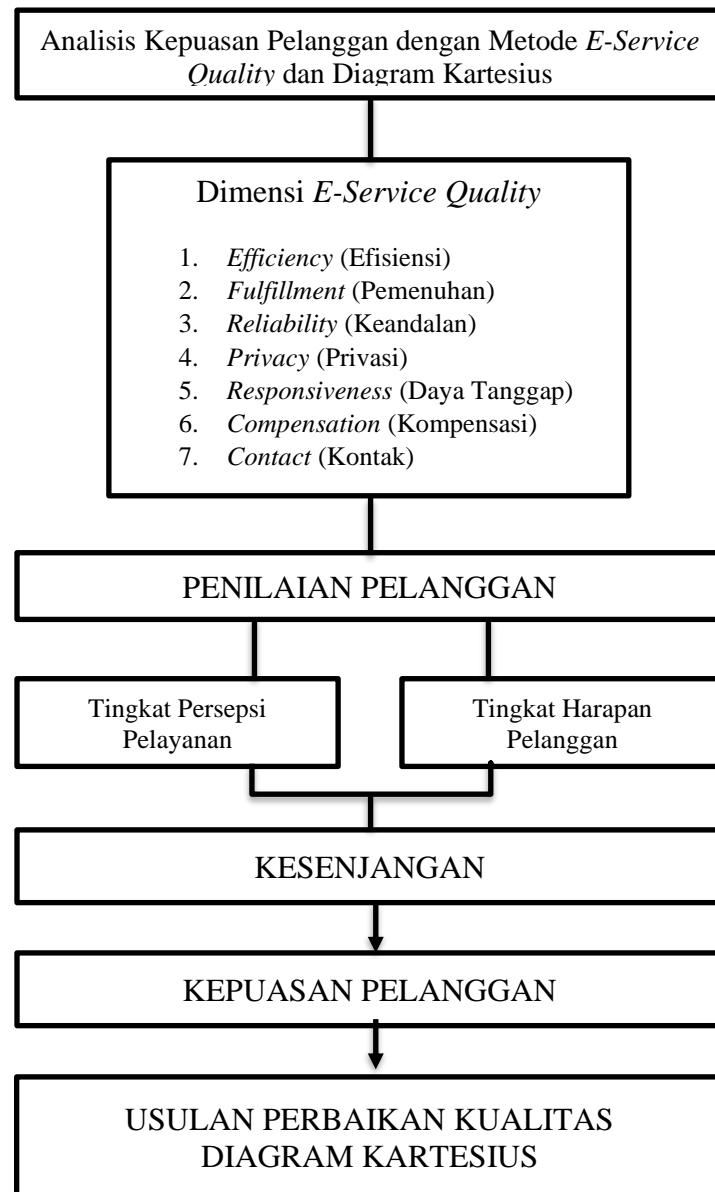 Analisis Kepuasan Pelanggan dengan Metode E-Service
Quality dan Diagram Kartesius
Dimensi E-Service Quality
1. Efficiency (Efisiensi)
2. Fulfillment (Pemenuhan)
3. Reliability (Keandalan)
4. Privacy (Privasi)
5. Responsiveness (Daya Tanggap)
6. Compensation (Kompensasi)
7. Contact (Kontak)
PENILAIAN PELANGGAN
Tingkat Persepsi
Pelayanan
Tingkat Harapan
Pelanggan
KESENJANGAN
KEPUASAN PELANGGAN
USULAN PERBAIKAN KUALITAS
DIAGRAM KARTESIUS